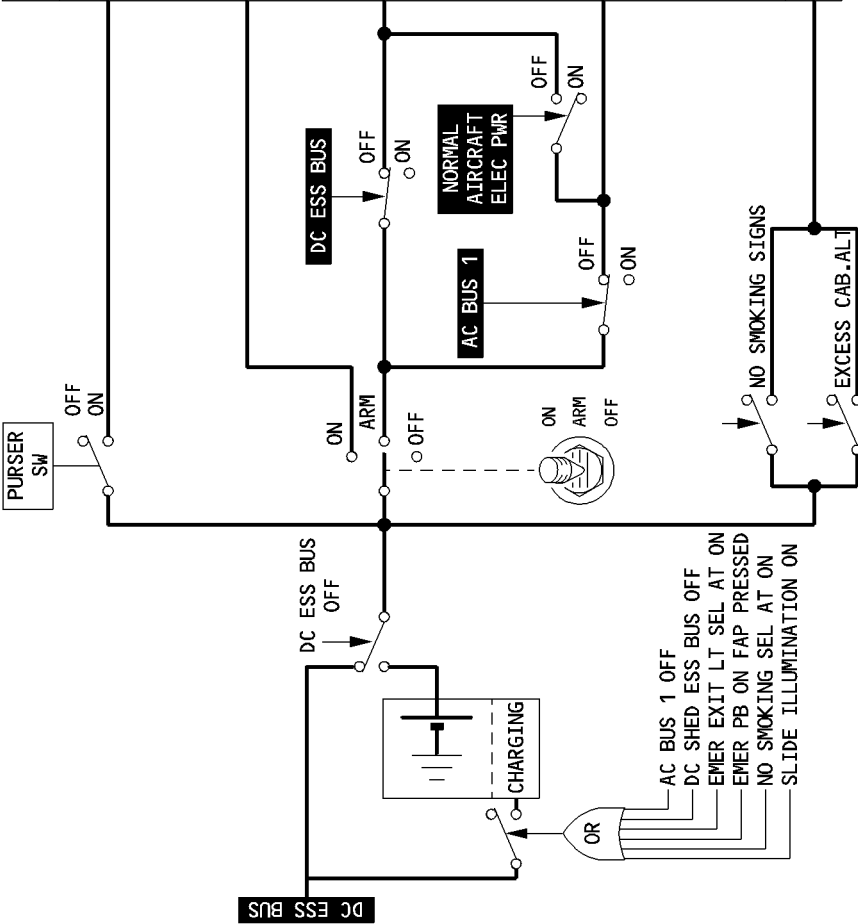 PURSER
SW
OFF
ON
DC ESS BUS
OFF
ON
NORMAL
AIRCRAFT
ELEC PWR
OFF
ON
AC BUS 1
OFF
ON
ON
ARM
OFF
ON
ARM
OFF
NO SMOKING SIGNS
EXCESS CAB.ALT
DC ESS BUS
OFF
CHARGING
OR
AC BUS 1 OFF
DC SHED ESS BUS OFF
EMER EXIT LT SEL AT ON
EMER PB ON FAP PRESSED
NO SMOKING SEL AT ON
SLIDE ILLUMINATION ON
DC ESS BUS